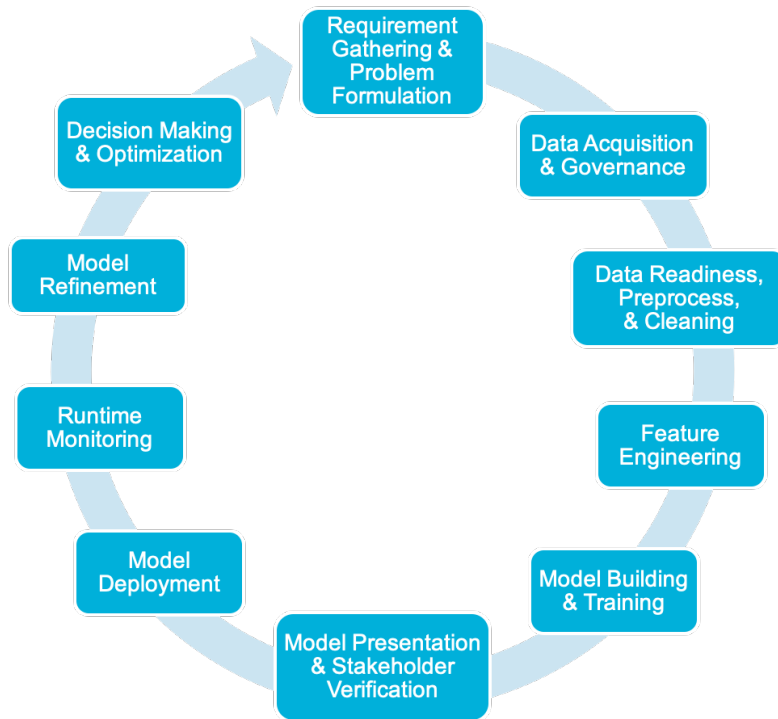 Requirement
Gathering &
Problem
Formulation
Data Acquisition
& Governance
Data Readiness,
Preprocess,
& Cleaning
Feature
Engineering
Model Building
& Training
Model Presentation
& Stakeholder
Verification
Model
Deployment
Runtime
Monitoring
Model
Refinement
Decision Making
& Optimization